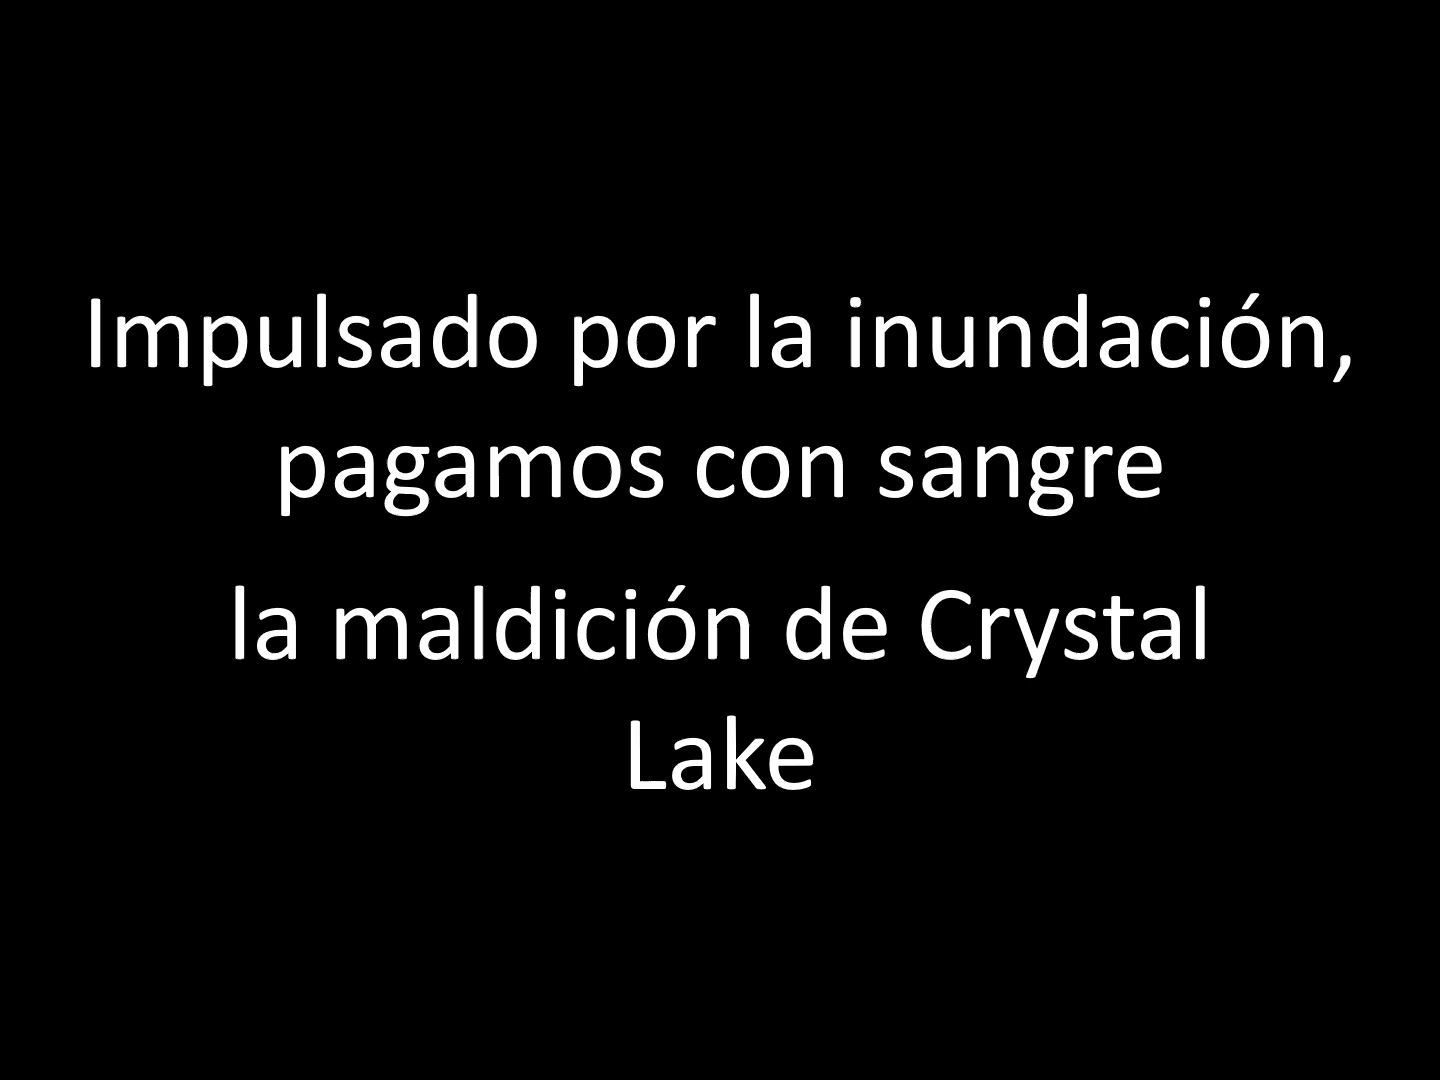 Impulsado por la inundación,
pagamos con sangre
la maldición de Crystal
Lake